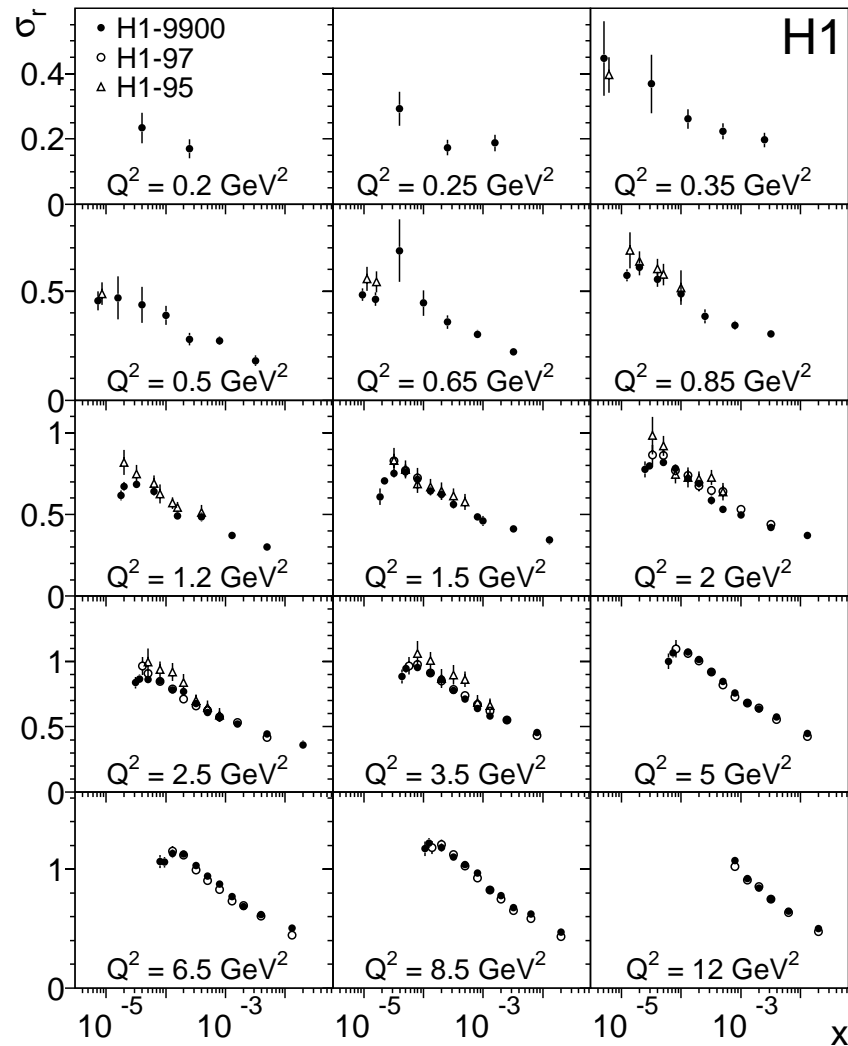 σr
H1
H1-9900
H1-97
H1-95
0.4
0.2
0
Q² = 0.2 GeV²
Q² = 0.25 GeV²
Q² = 0.35 GeV²
0.5
0
Q² = 0.5 GeV²
Q² = 0.65 GeV²
Q² = 0.85 GeV²
1
0.5
0
Q² = 1.2 GeV²
Q² = 1.5 GeV²
Q² = 2 GeV²
1
0.5
0
Q² = 2.5 GeV²
Q² = 3.5 GeV²
Q² = 5 GeV²
1
0
Q² = 6.5 GeV²
Q² = 8.5 GeV²
Q² = 12 GeV²
10⁻⁵ 10⁻³ 10⁻⁵ 10⁻³ 10⁻⁵ 10⁻³ x